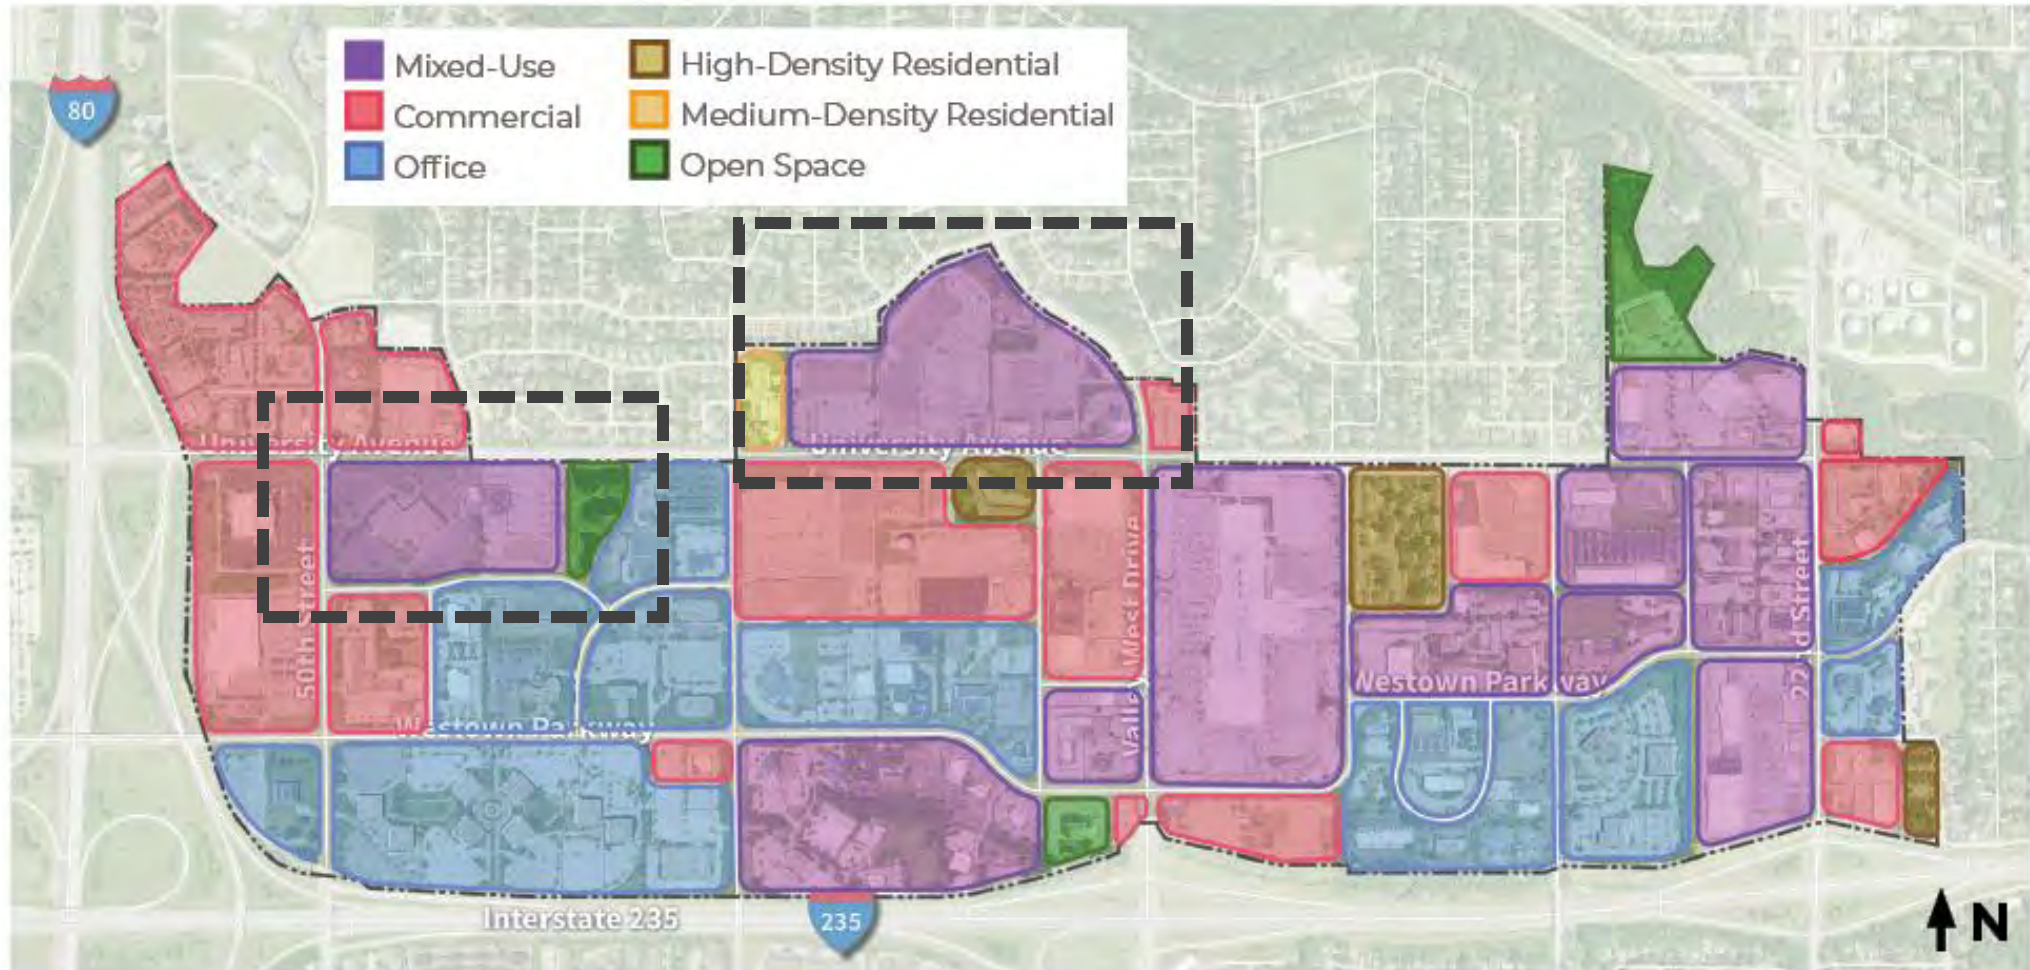 Mixed-Use
Commercial
Office
High-Density Residential
Medium-Density Residential
Open Space
80
University Avenue
University Avenue
50th Street
Valley West Drive
22nd Street
Westown Parkway
Westown Parkway
Interstate 235
235
N